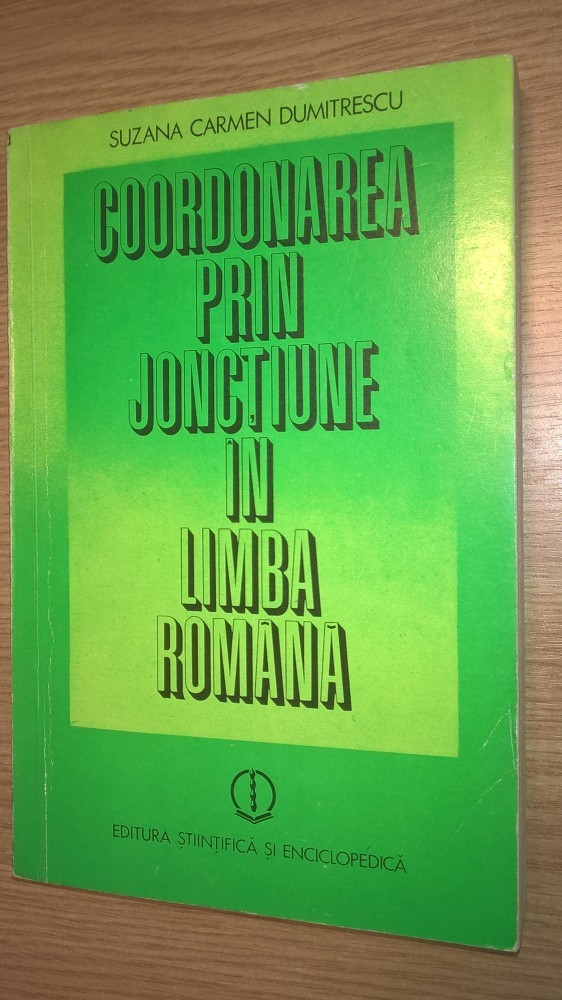 SUZANA CARMEN DUMITRESCU
COORDONAREA
PRIN
JONCȚIUNE
ÎN
LIMBA
ROMÂNĂ
EDITURA ȘTIINȚIFICĂ ȘI ENCICLOPEDICĂ